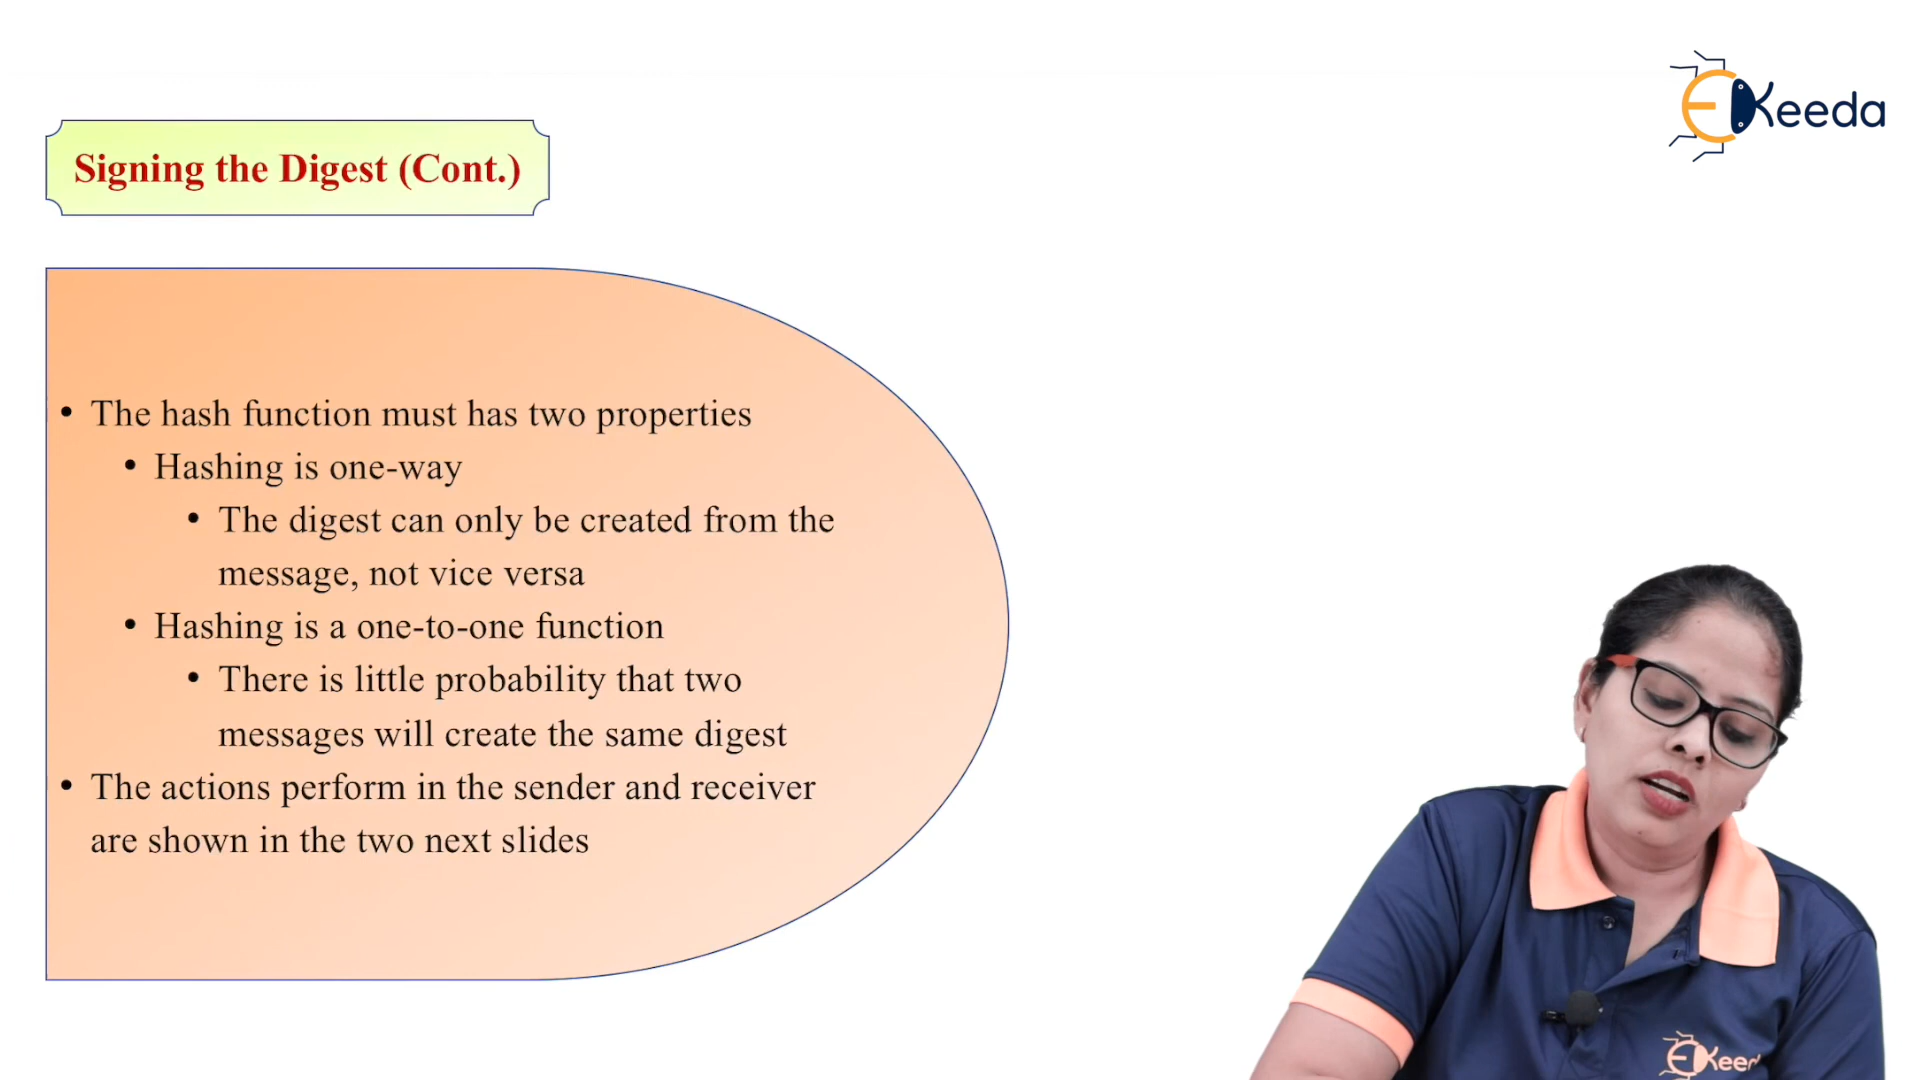 Keeda
Signing the Digest (Cont.)
• The hash function must has two properties
• Hashing is one-way
• The digest can only be created from the
message, not vice versa
• Hashing is a one-to-one function
• There is little probability that two
messages will create the same digest
• The actions perform in the sender and receiver
are shown in the two next slides
EKeed